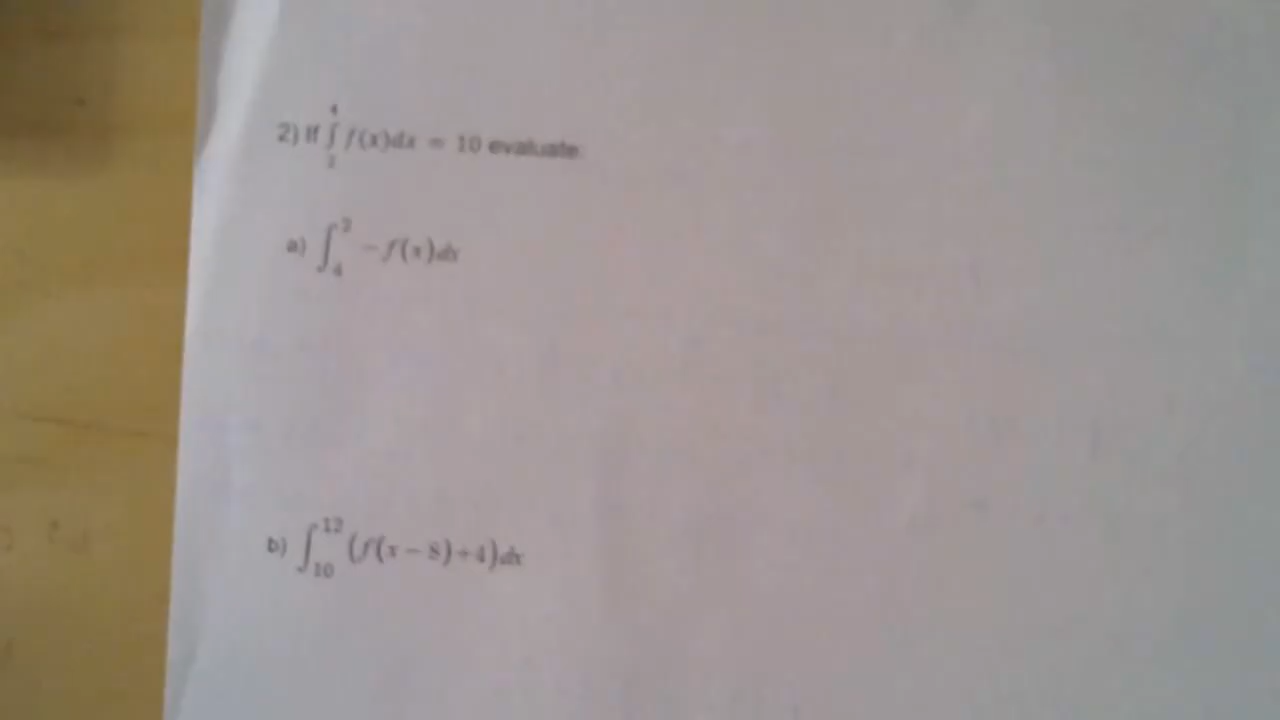 2) If ∫₂⁴ f(x)dx = 10 evaluate:
a) ∫₄² −f(x)dx
b) ∫₁₀¹² (f(x−8)+4)dx